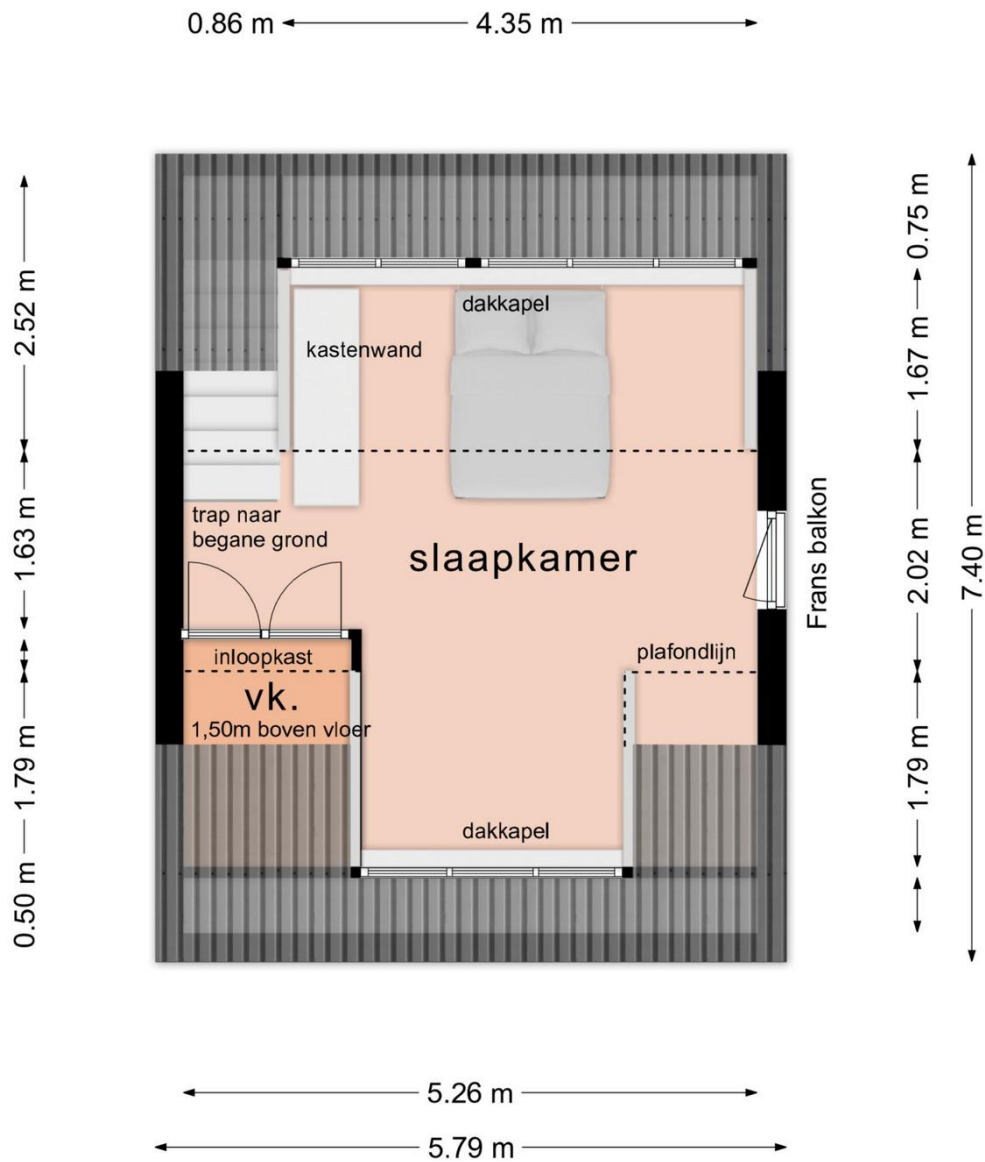 0.86 m
4.35 m
2.52 m
1.63 m
1.79 m
0.50 m
0.75 m
1.67 m
2.02 m
1.79 m
7.40 m
dakkapel
kastenwand
trap naar
begane grond
slaapkamer
Frans balkon
inloopkast
plafondlijn
vk.
1,50m boven vloer
dakkapel
5.26 m
5.79 m